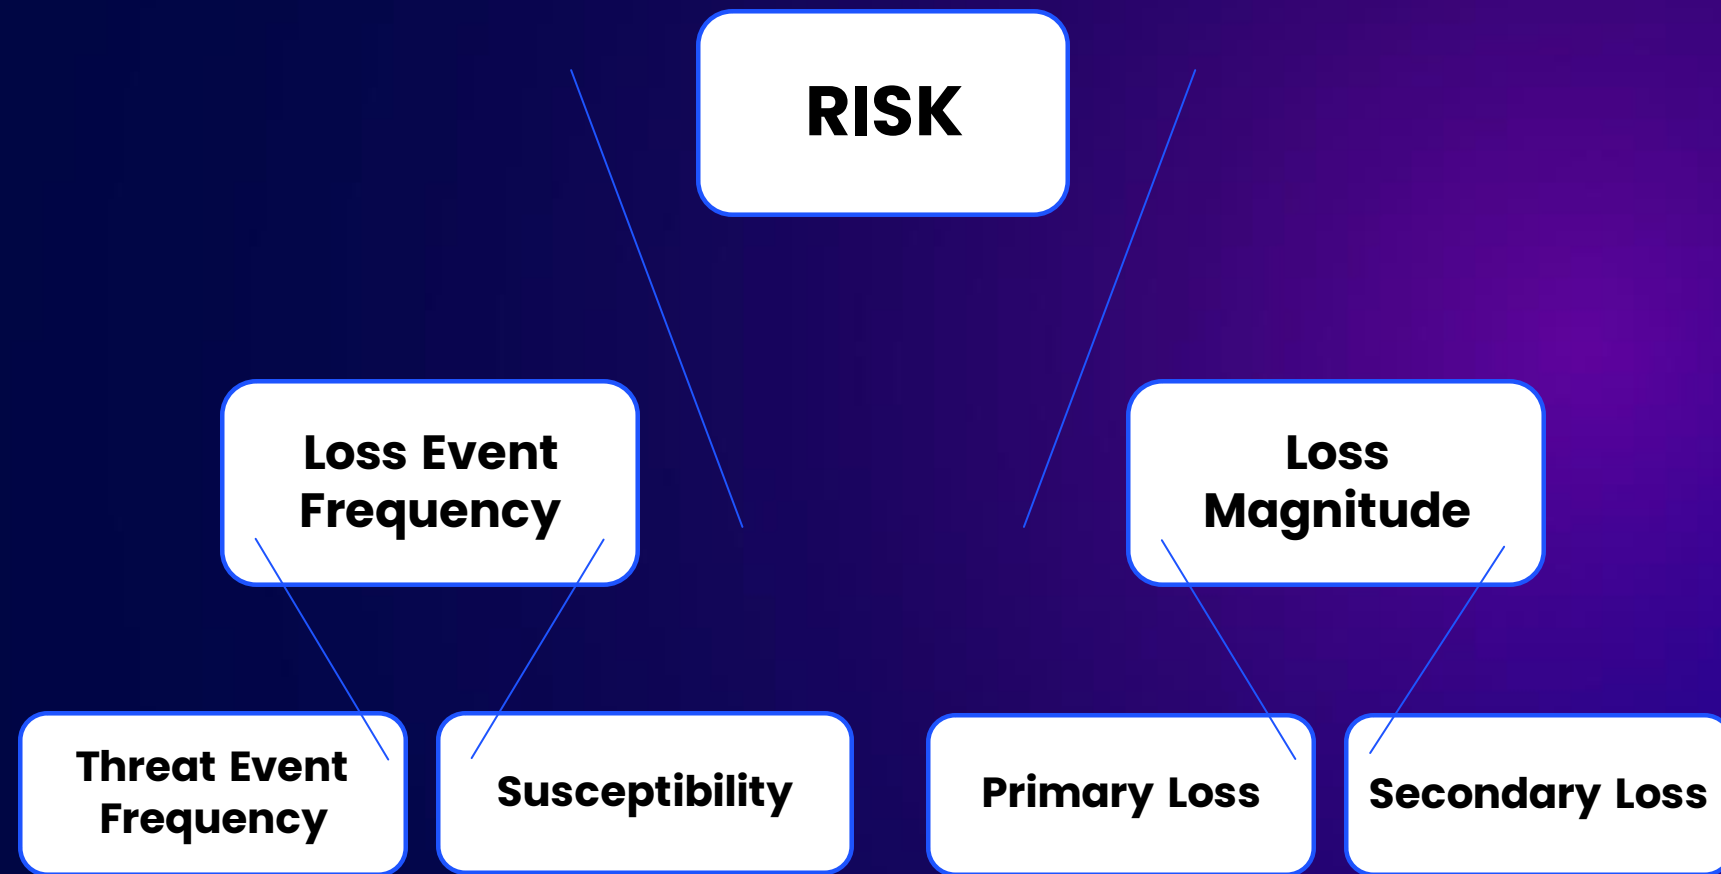 RISK
Loss Event
Frequency
Loss
Magnitude
Threat Event
Frequency
Susceptibility
Primary Loss
Secondary Loss